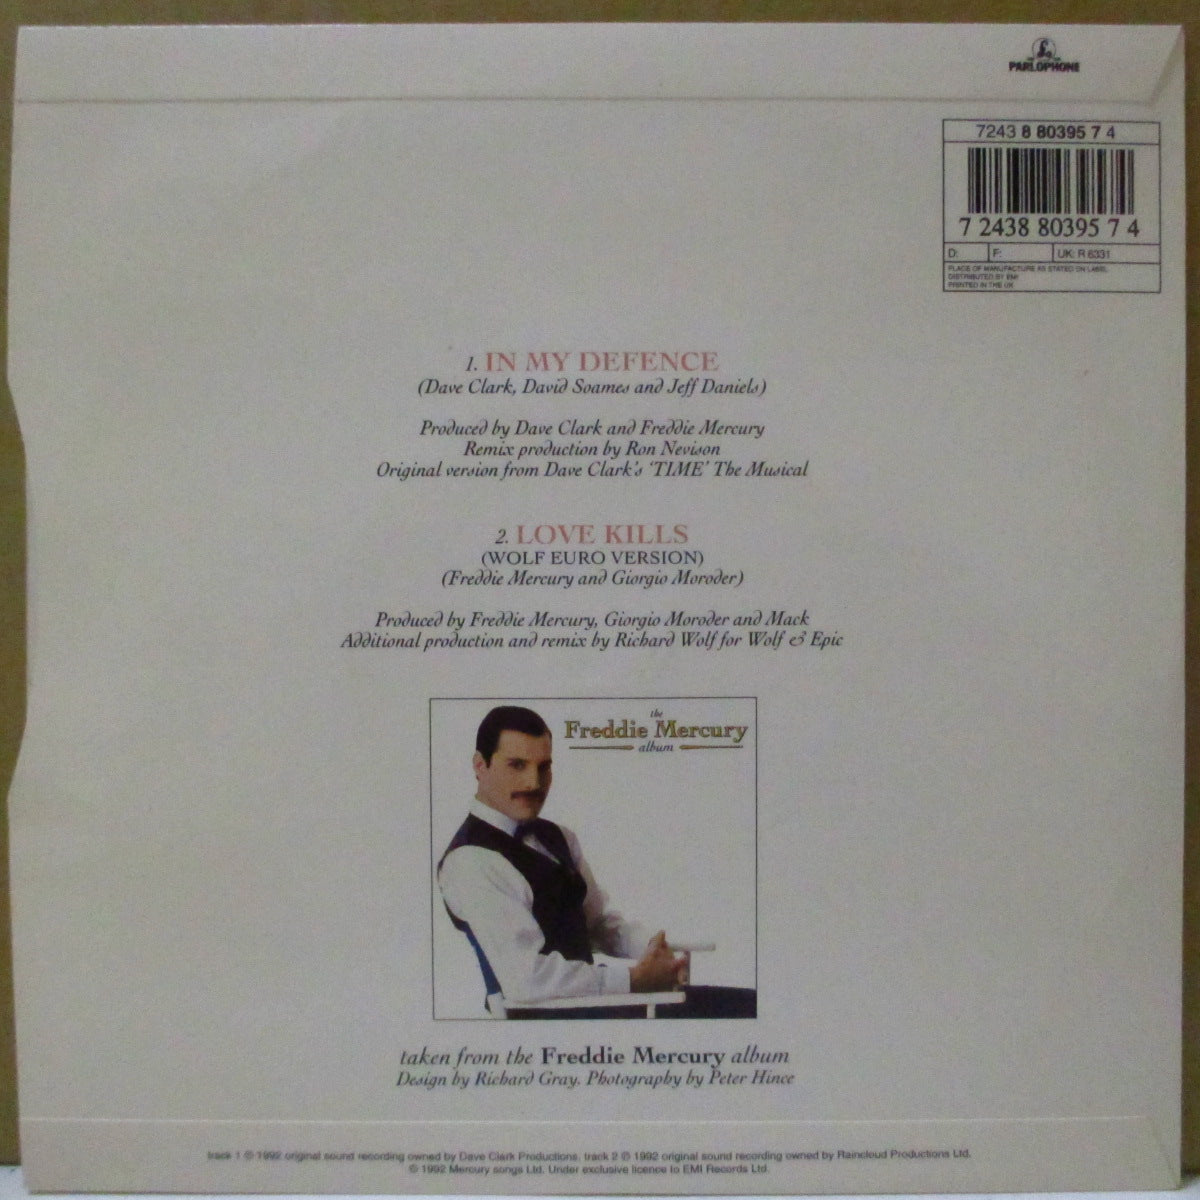 PARLOPHONE
7243 8 80395 7 4
7 24388 80395 7 4
D:
F:
UK: R 6331
PLACE OF MANUFACTURE AS STATED ON LABEL
DISTRIBUTED BY EMI
PRINTED IN THE UK
1. IN MY DEFENCE
(Dave Clark, David Soames and Jeff Daniels)
Produced by Dave Clark and Freddie Mercury
Remix production by Ron Nevison
Original version from Dave Clark's 'TIME' The Musical
2. LOVE KILLS
(WOLF EURO VERSION)
(Freddie Mercury and Giorgio Moroder)
Produced by Freddie Mercury, Giorgio Moroder and Mack
Additional production and remix by Richard Wolf for Wolf & Epic
the
Freddie Mercury
album
taken from the Freddie Mercury album
Design by Richard Gray. Photography by Peter Hince
track 1 ℗ 1992 original sound recording owned by Dave Clark Productions. track 2 ℗ 1992 original sound recording owned by Raincloud Productions Ltd.
© 1992 Mercury songs Ltd. Under exclusive licence to EMI Records Ltd.